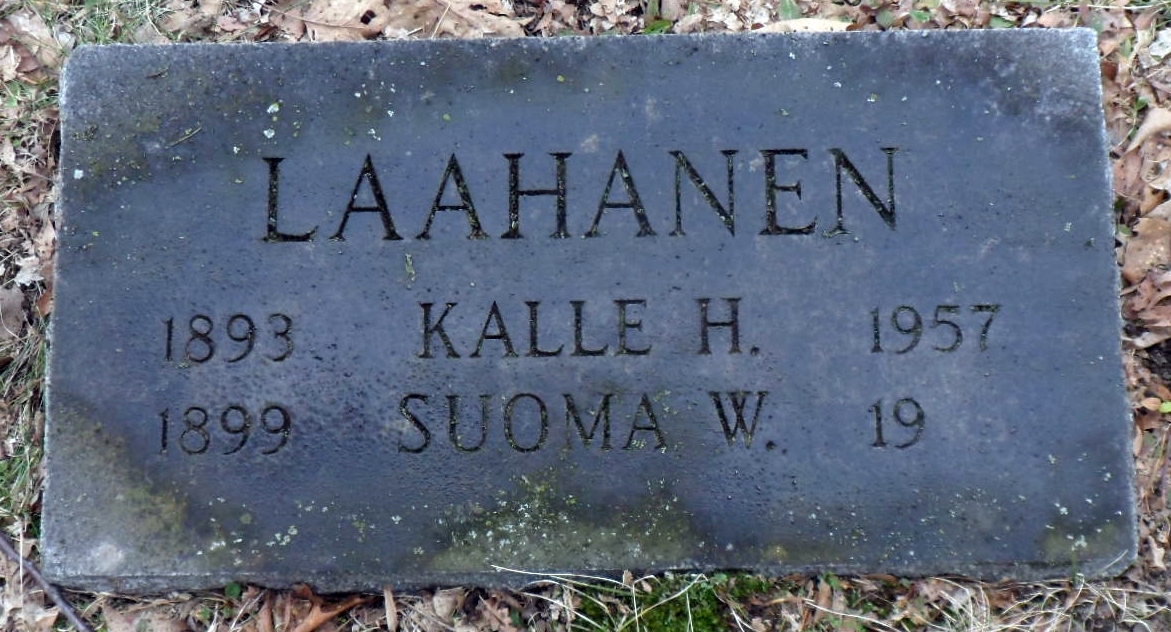 LAAHANEN
1893 KALLE H. 1957
1899 SUOMA W. 19